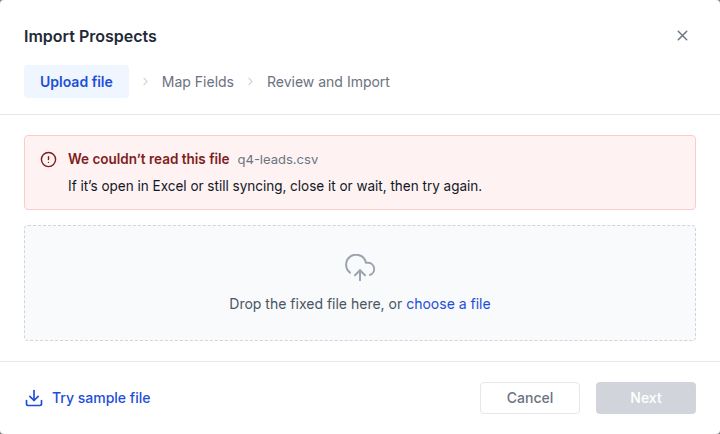 Import Prospects
Upload file
Map Fields
Review and Import
We couldn’t read this file q4-leads.csv
If it’s open in Excel or still syncing, close it or wait, then try again.
Drop the fixed file here, or choose a file
Try sample file
Cancel
Next